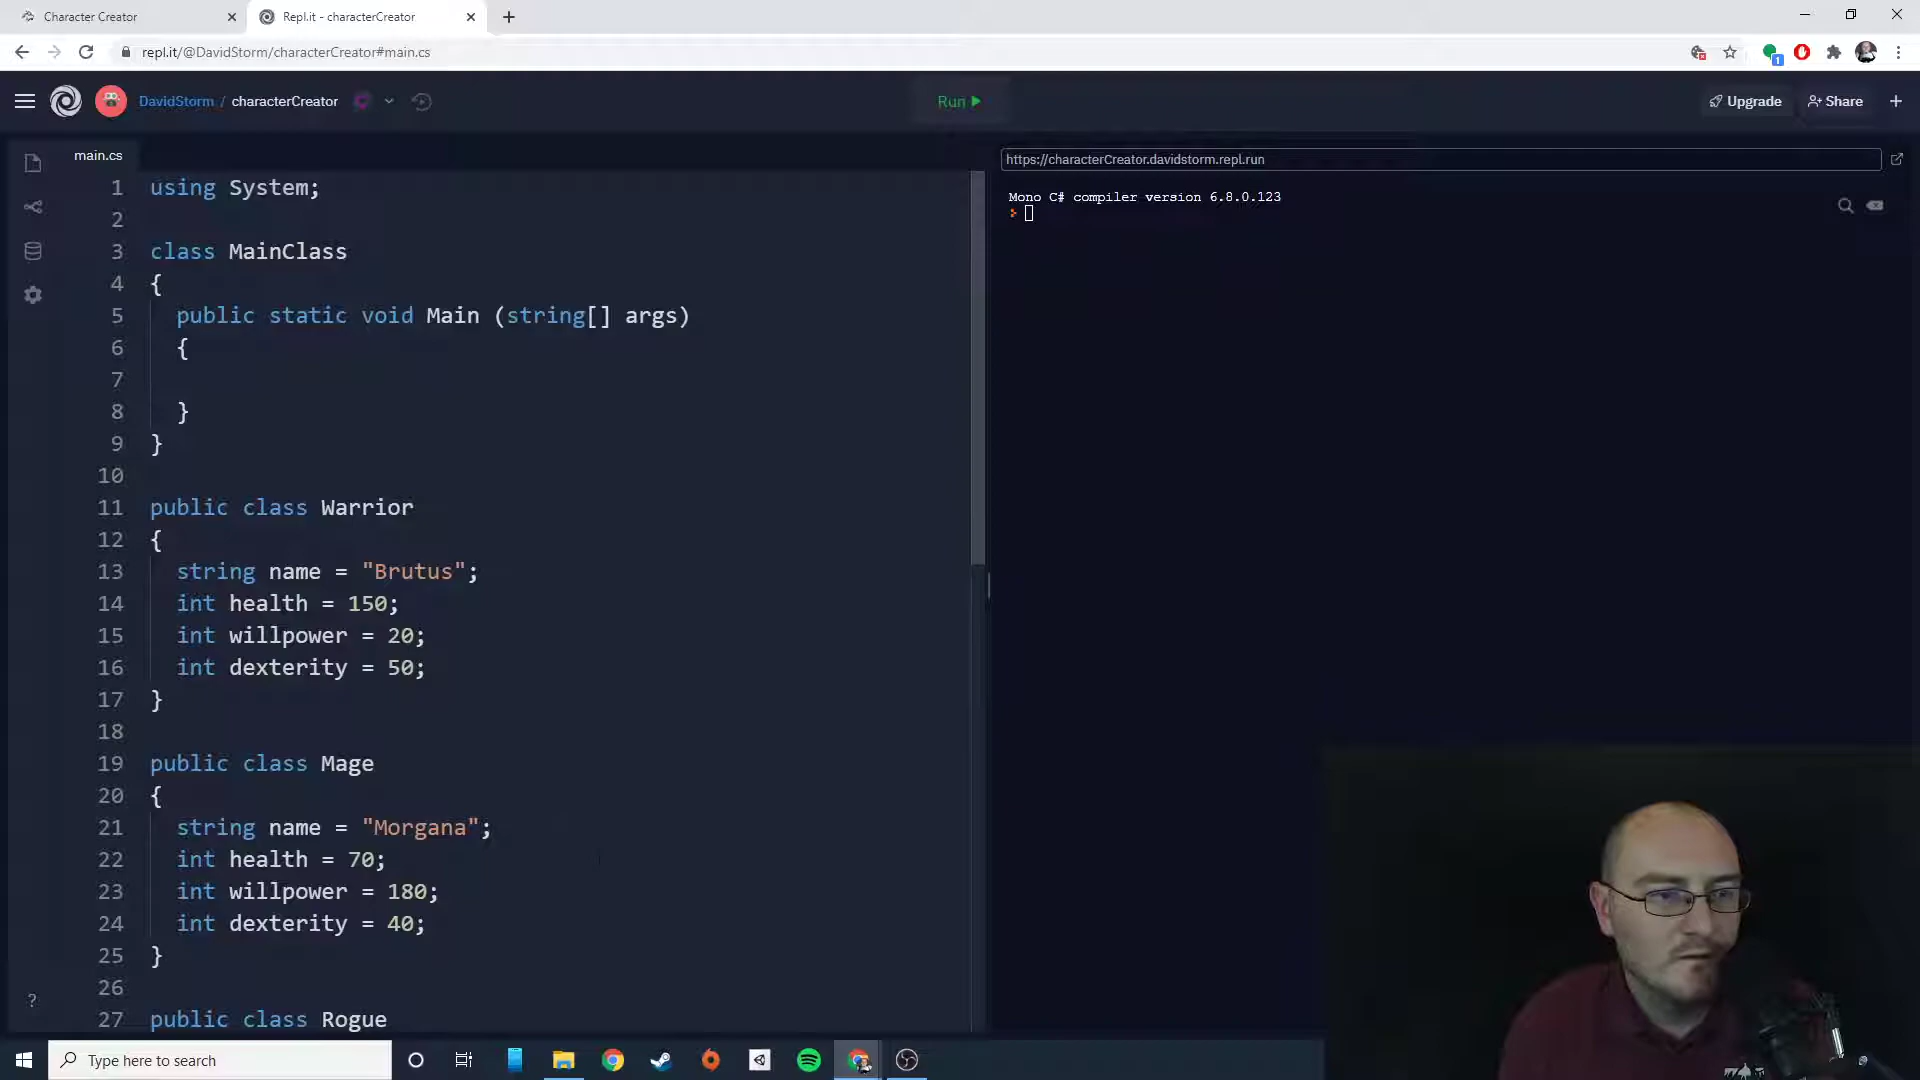 Character Creator
Repl.it - characterCreator
repl.it/@DavidStorm/characterCreator#main.cs
1
DavidStorm / characterCreator
Run
Upgrade
Share
main.cs
https://characterCreator.davidstorm.repl.run
Mono C# compiler version 6.8.0.123
1 using System;
2
3 class MainClass
4 {
5 public static void Main (string[] args)
6 {
7
8 }
9 }
10
11 public class Warrior
12 {
13 string name = "Brutus";
14 int health = 150;
15 int willpower = 20;
16 int dexterity = 50;
17 }
18
19 public class Mage
20 {
21 string name = "Morgana";
22 int health = 70;
23 int willpower = 180;
24 int dexterity = 40;
25 }
26
27 public class Rogue
?
Type here to search